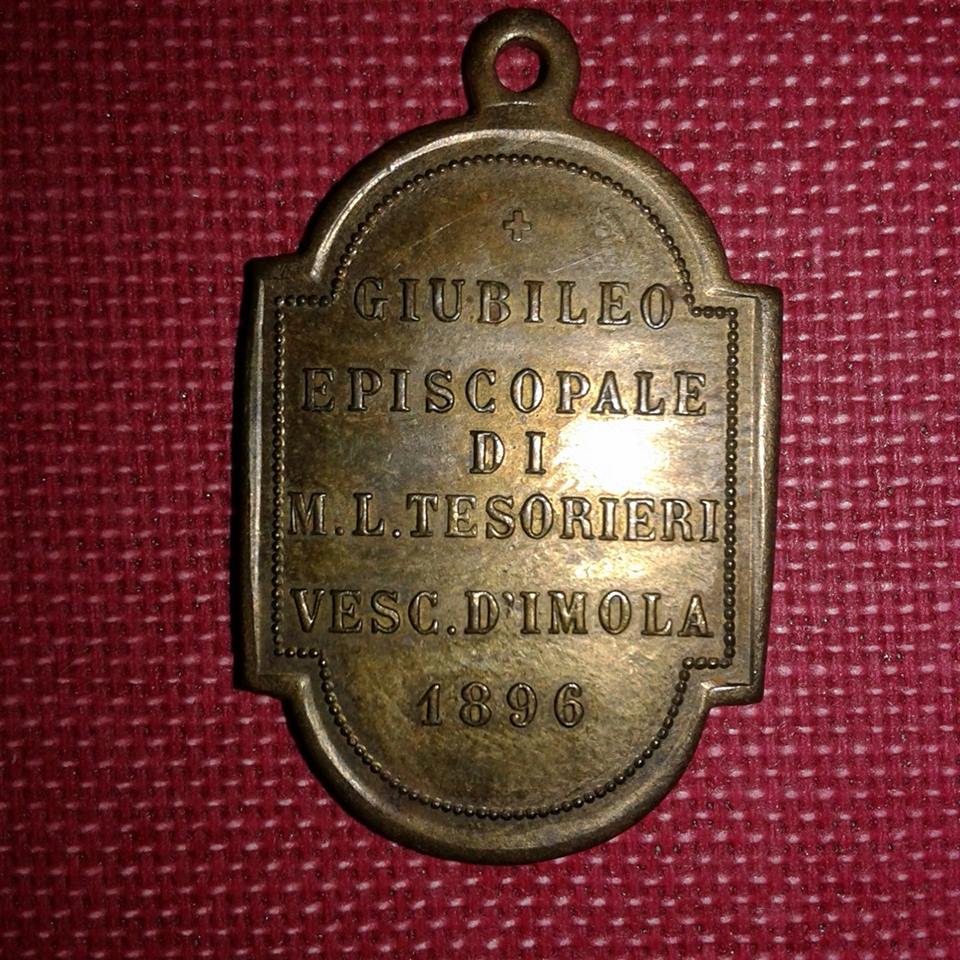 GIUBILEO
EPISCOPALE
DI
M.L.TESORIERI
VESC.D'IMOLA
1896